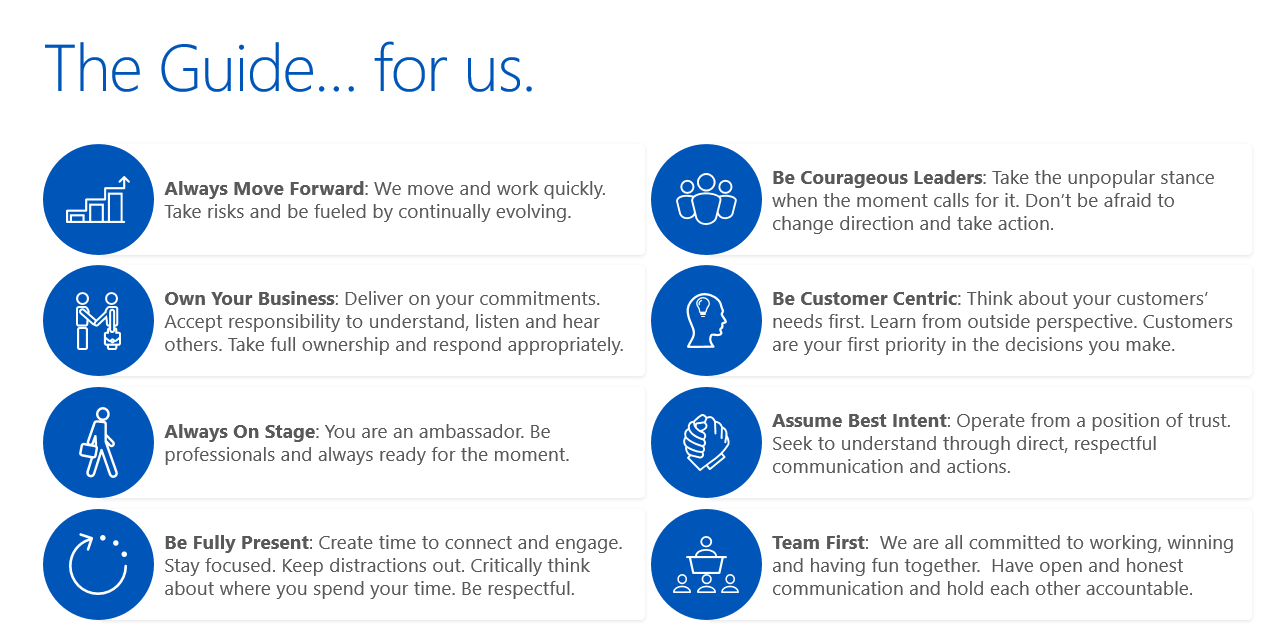 The Guide... for us.
Always Move Forward: We move and work quickly.
Take risks and be fueled by continually evolving.
Own Your Business: Deliver on your commitments.
Accept responsibility to understand, listen and hear
others. Take full ownership and respond appropriately.
Always On Stage: You are an ambassador. Be
professionals and always ready for the moment.
Be Fully Present: Create time to connect and engage.
Stay focused. Keep distractions out. Critically think
about where you spend your time. Be respectful.
Be Courageous Leaders: Take the unpopular stance
when the moment calls for it. Don’t be afraid to
change direction and take action.
Be Customer Centric: Think about your customers’
needs first. Learn from outside perspective. Customers
are your first priority in the decisions you make.
Assume Best Intent: Operate from a position of trust.
Seek to understand through direct, respectful
communication and actions.
Team First:  We are all committed to working, winning
and having fun together.  Have open and honest
communication and hold each other accountable.